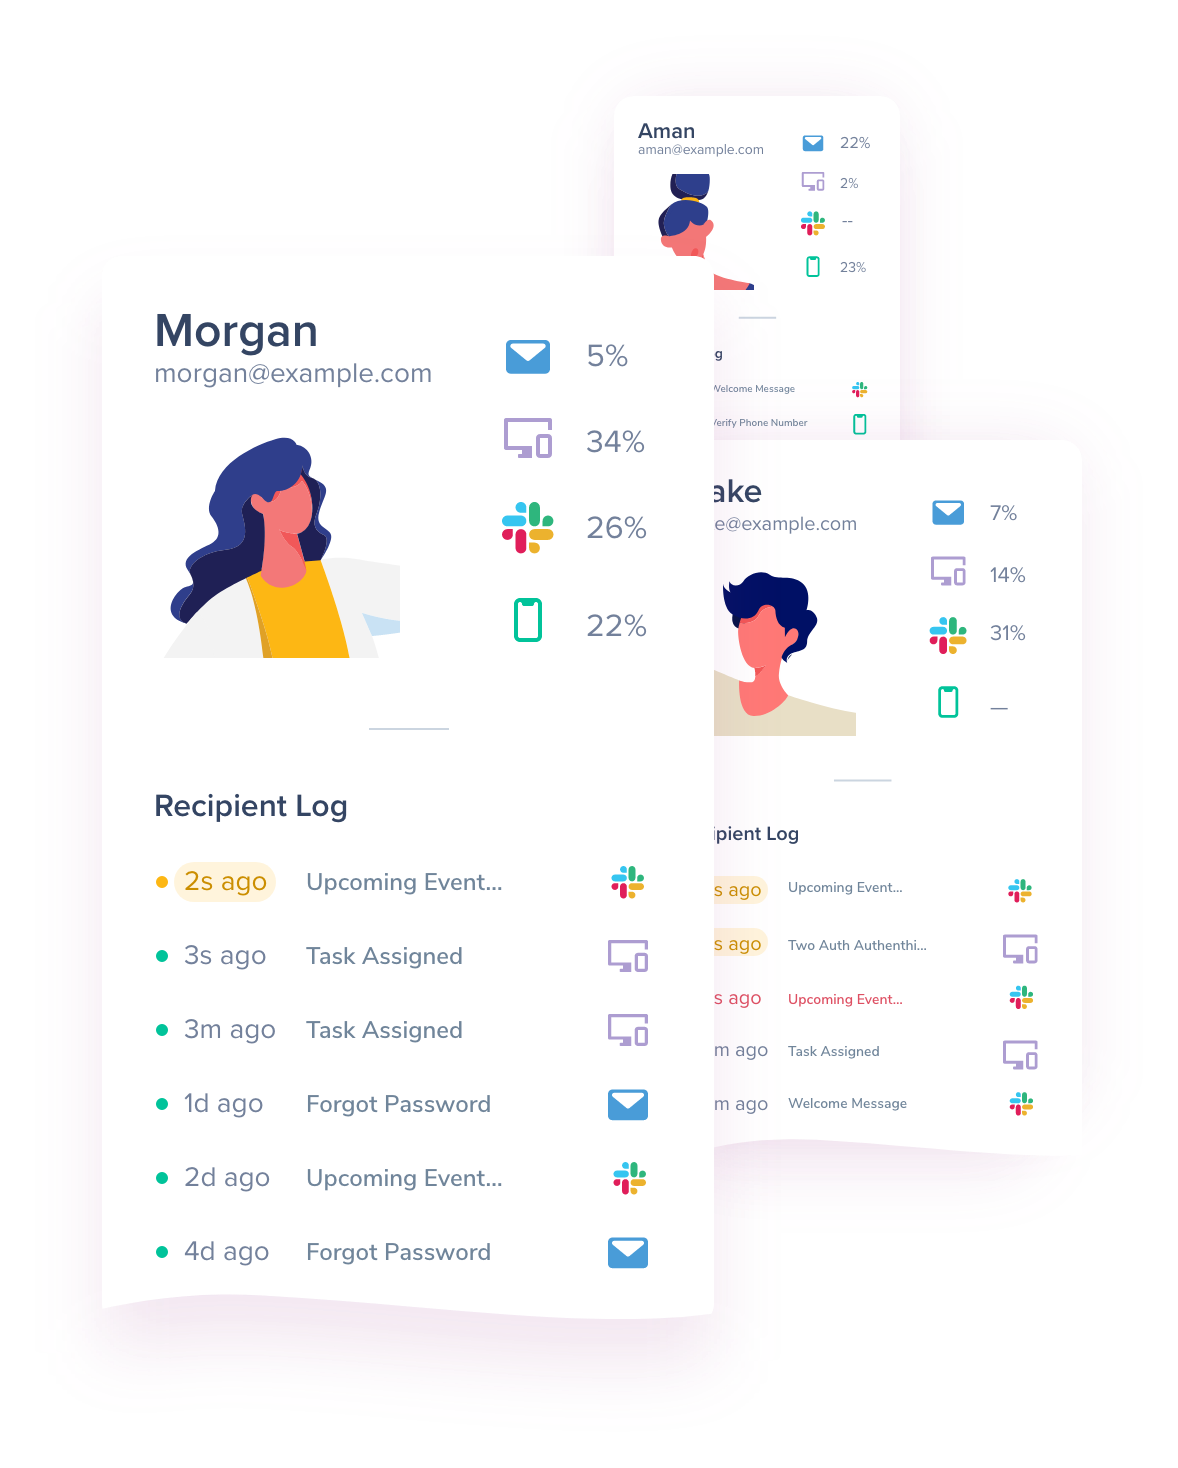 Aman
aman@example.com
22%
2%
--
23%
Welcome Message
Verify Phone Number
Morgan
morgan@example.com
5%
34%
26%
22%
Recipient Log
2s ago Upcoming Event...
3s ago Task Assigned
3m ago Task Assigned
1d ago Forgot Password
2d ago Upcoming Event...
4d ago Forgot Password
ake
e@example.com
7%
14%
31%
—
ipient Log
s ago Upcoming Event...
s ago Two Auth Authenthi...
s ago Upcoming Event...
m ago Task Assigned
m ago Welcome Message